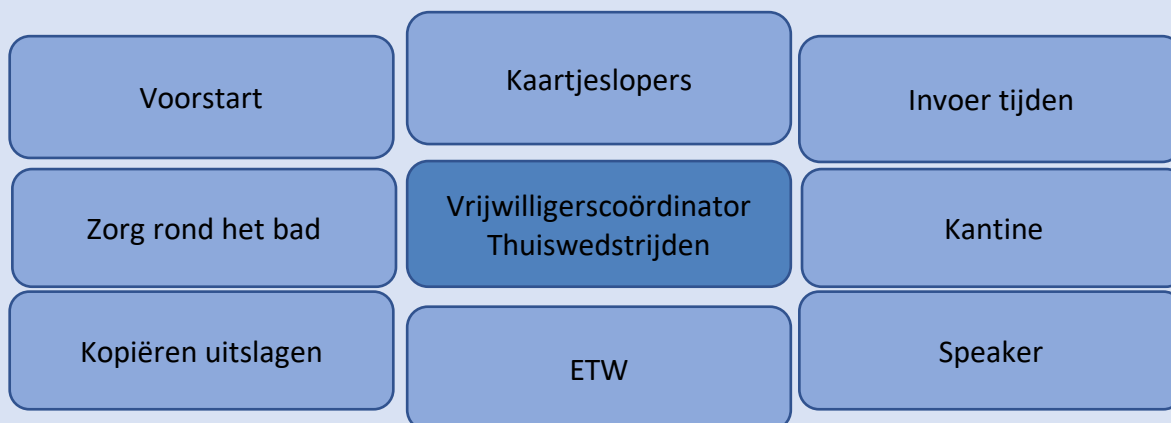 Voorstart
Kaartjeslopers
Invoer tijden
Zorg rond het bad
Vrijwilligerscoördinator
Thuiswedstrijden
Kantine
Kopiëren uitslagen
ETW
Speaker